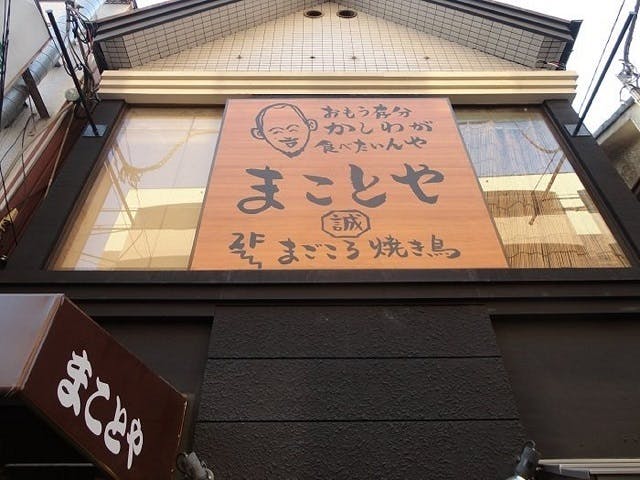 おもう存分
かしわが
食べたいんや
まことや
誠
2F
まごころ焼き鳥
まことや